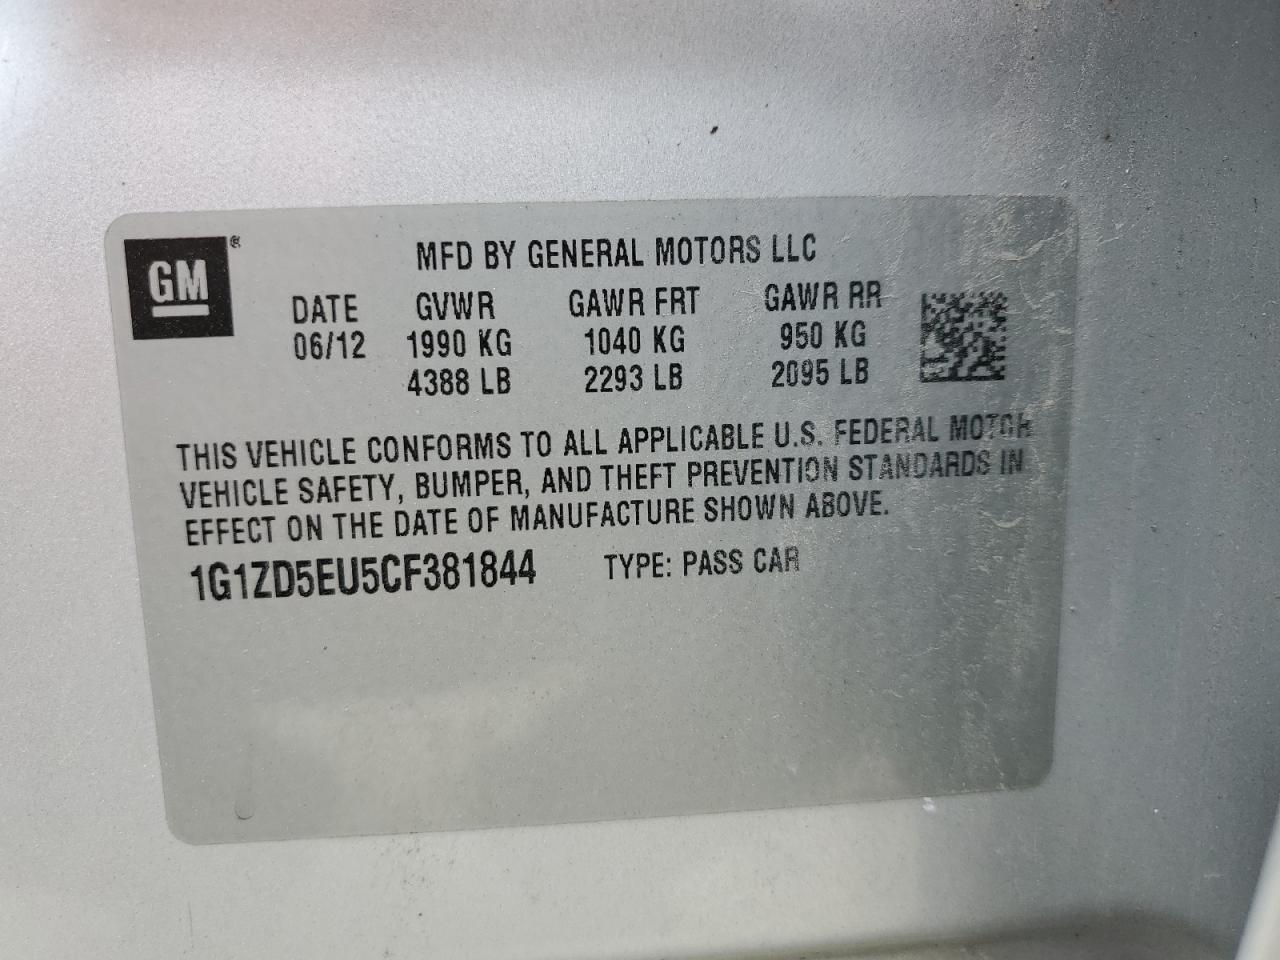 GM®
MFD BY GENERAL MOTORS LLC
DATE GVWR GAWR FRT GAWR RR
06/12 1990 KG 1040 KG 950 KG
4388 LB 2293 LB 2095 LB
THIS VEHICLE CONFORMS TO ALL APPLICABLE U.S. FEDERAL MOTOR
VEHICLE SAFETY, BUMPER, AND THEFT PREVENTION STANDARDS IN
EFFECT ON THE DATE OF MANUFACTURE SHOWN ABOVE.
1G1ZD5EU5CF381844 TYPE: PASS CAR